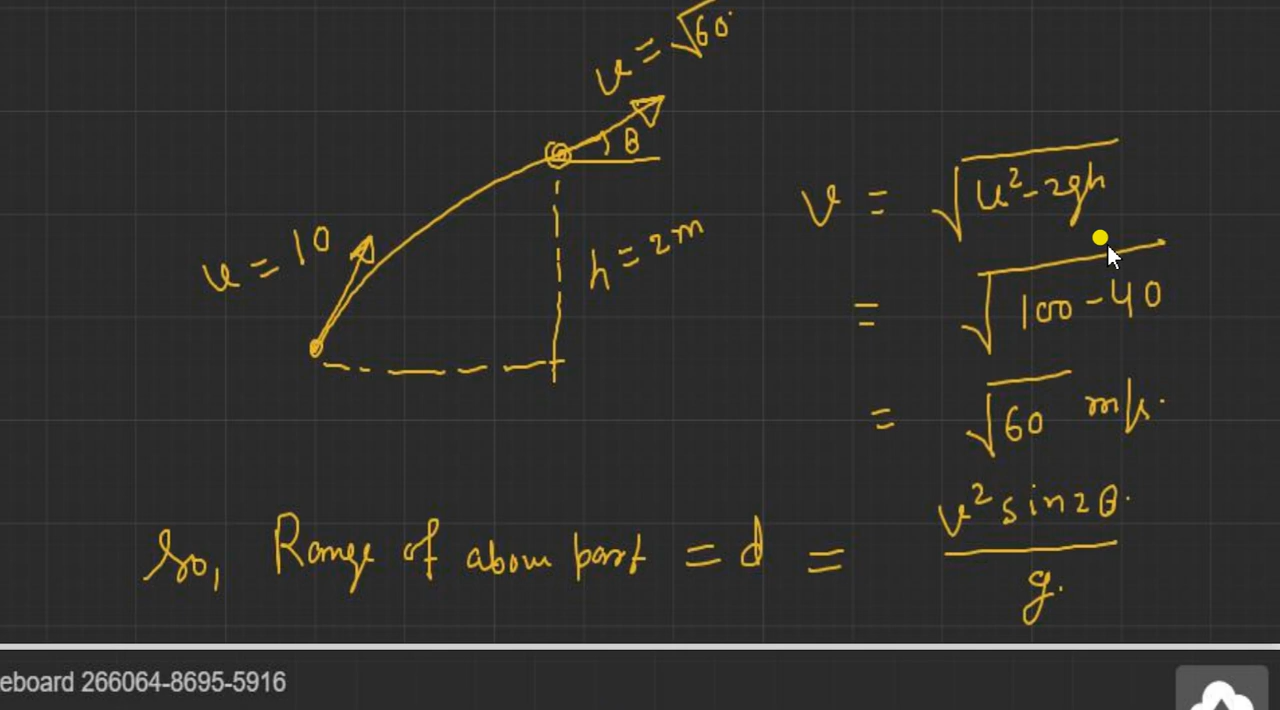 v = √60
θ
u = 10
h = 2m
v = √u²-2gh
= √100-40
= √60 m/s.
So, Range of above part = d = v² sin2θ. / g.
eboard 266064-8695-5916